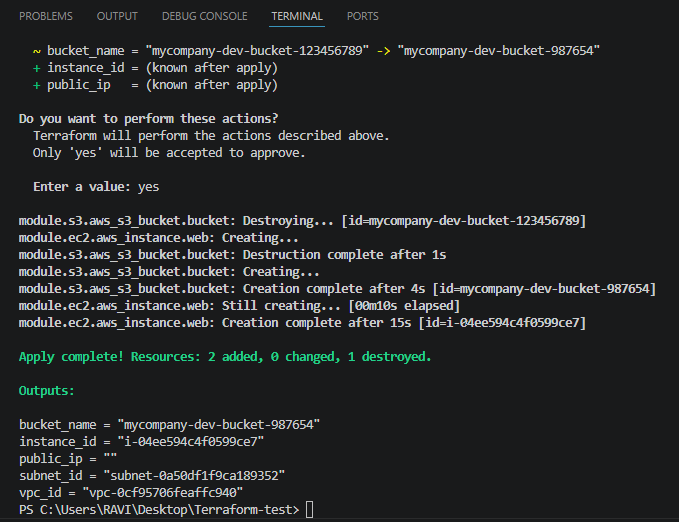 PROBLEMS OUTPUT DEBUG CONSOLE TERMINAL PORTS
~ bucket_name = "mycompany-dev-bucket-123456789" -> "mycompany-dev-bucket-987654"
+ instance_id = (known after apply)
+ public_ip   = (known after apply)
Do you want to perform these actions?
Terraform will perform the actions described above.
Only 'yes' will be accepted to approve.
Enter a value: yes
module.s3.aws_s3_bucket.bucket: Destroying... [id=mycompany-dev-bucket-123456789]
module.ec2.aws_instance.web: Creating...
module.s3.aws_s3_bucket.bucket: Destruction complete after 1s
module.s3.aws_s3_bucket.bucket: Creating...
module.s3.aws_s3_bucket.bucket: Creation complete after 4s [id=mycompany-dev-bucket-987654]
module.ec2.aws_instance.web: Still creating... [00m10s elapsed]
module.ec2.aws_instance.web: Creation complete after 15s [id=i-04ee594c4f0599ce7]
Apply complete! Resources: 2 added, 0 changed, 1 destroyed.
Outputs:
bucket_name = "mycompany-dev-bucket-987654"
instance_id = "i-04ee594c4f0599ce7"
public_ip = ""
subnet_id = "subnet-0a50df1f9ca189352"
vpc_id = "vpc-0cf95706feaffc940"
PS C:\Users\RAVI\Desktop\Terraform-test>